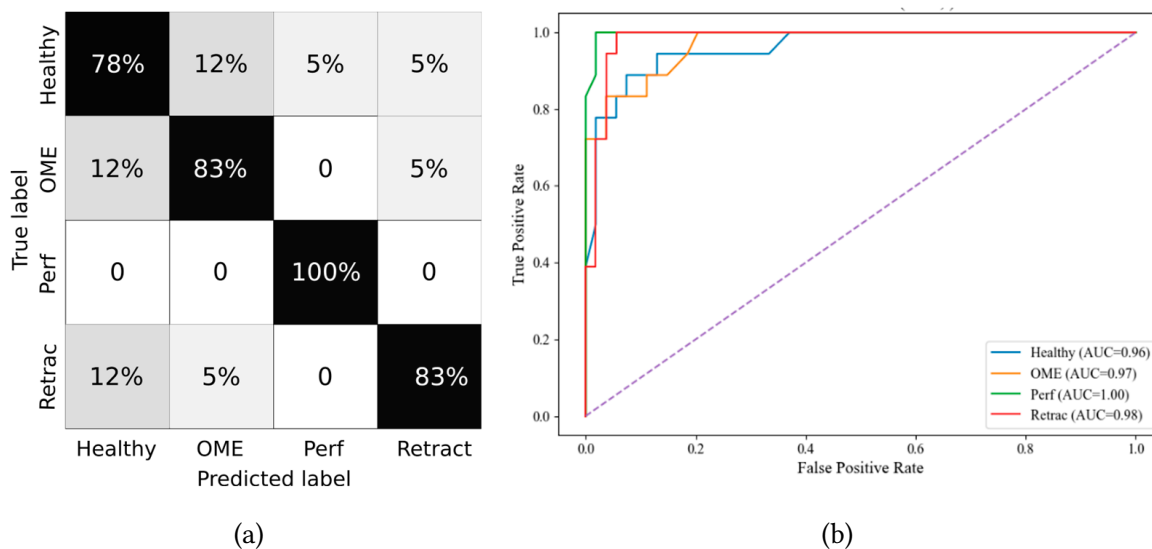 True label
Healthy
78% 12% 5% 5%
OME
12% 83% 0 5%
Perf
0 0 100% 0
Retrac
12% 5% 0 83%
Healthy OME Perf Retract
Predicted label
(a)
True Positive Rate
1.0
0.8
0.6
0.4
0.2
0.0
0.0 0.2 0.4 0.6 0.8 1.0
False Positive Rate
Healthy (AUC=0.96)
OME (AUC=0.97)
Perf (AUC=1.00)
Retrac (AUC=0.98)
(b)